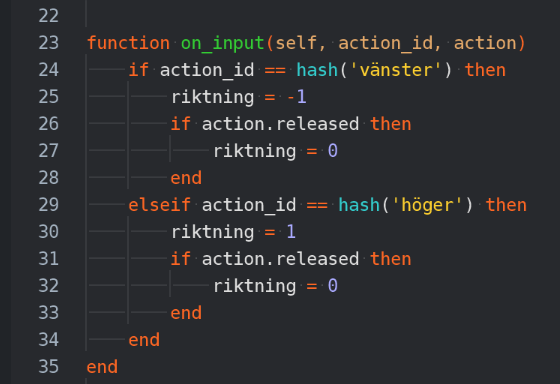 22
23 function on_input(self, action_id, action)
24     if action_id == hash('vänster') then
25         riktning = -1
26         if action.released then
27             riktning = 0
28         end
29     elseif action_id == hash('höger') then
30         riktning = 1
31         if action.released then
32             riktning = 0
33         end
34     end
35 end